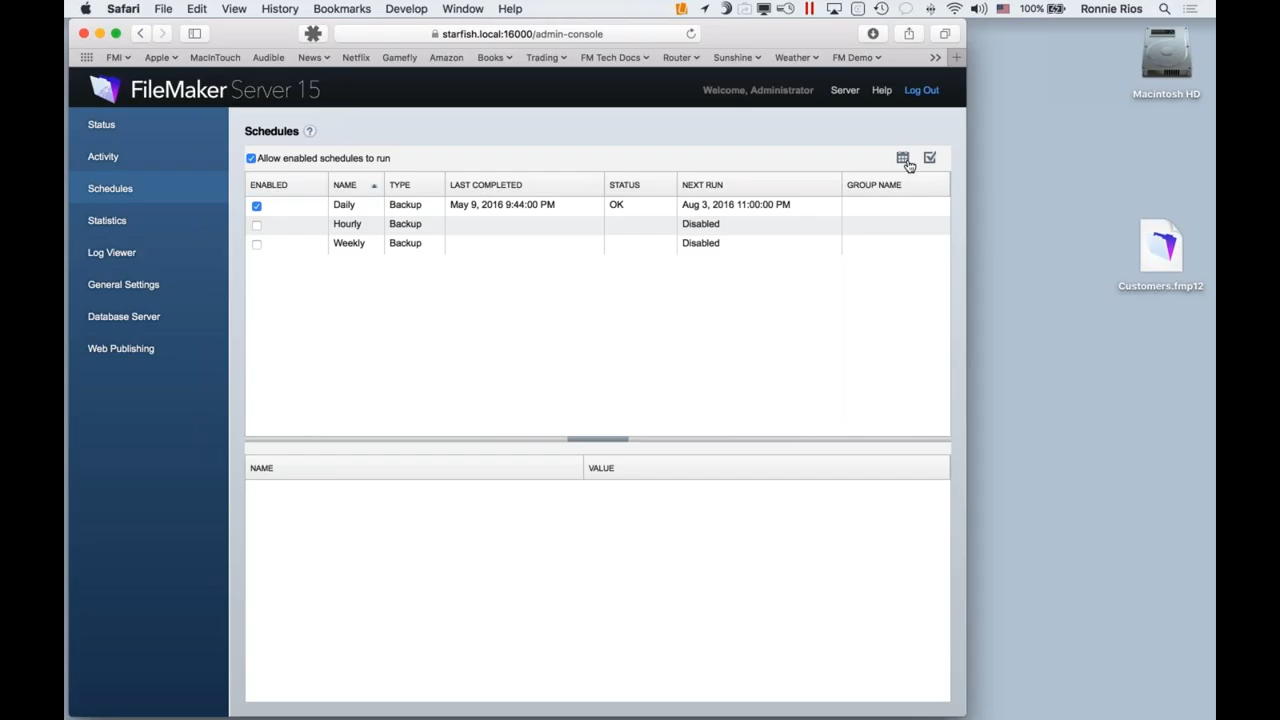 Safari File Edit View History Bookmarks Develop Window Help 100% Ronnie Rios
starfish.local:16000/admin-console
FMI Apple MacInTouch Audible News Netflix Gamefly Amazon Books Trading FM Tech Docs Router Sunshine Weather FM Demo
FileMaker Server 15 Welcome, Administrator Server Help Log Out
Macintosh HD
Status
Activity
Schedules
Statistics
Log Viewer
General Settings
Database Server
Web Publishing
Schedules ?
Allow enabled schedules to run
ENABLED NAME TYPE LAST COMPLETED STATUS NEXT RUN GROUP NAME
Daily Backup May 9, 2016 9:44:00 PM OK Aug 3, 2016 11:00:00 PM
Hourly Backup Disabled
Weekly Backup Disabled
Customers.fmp12
NAME VALUE